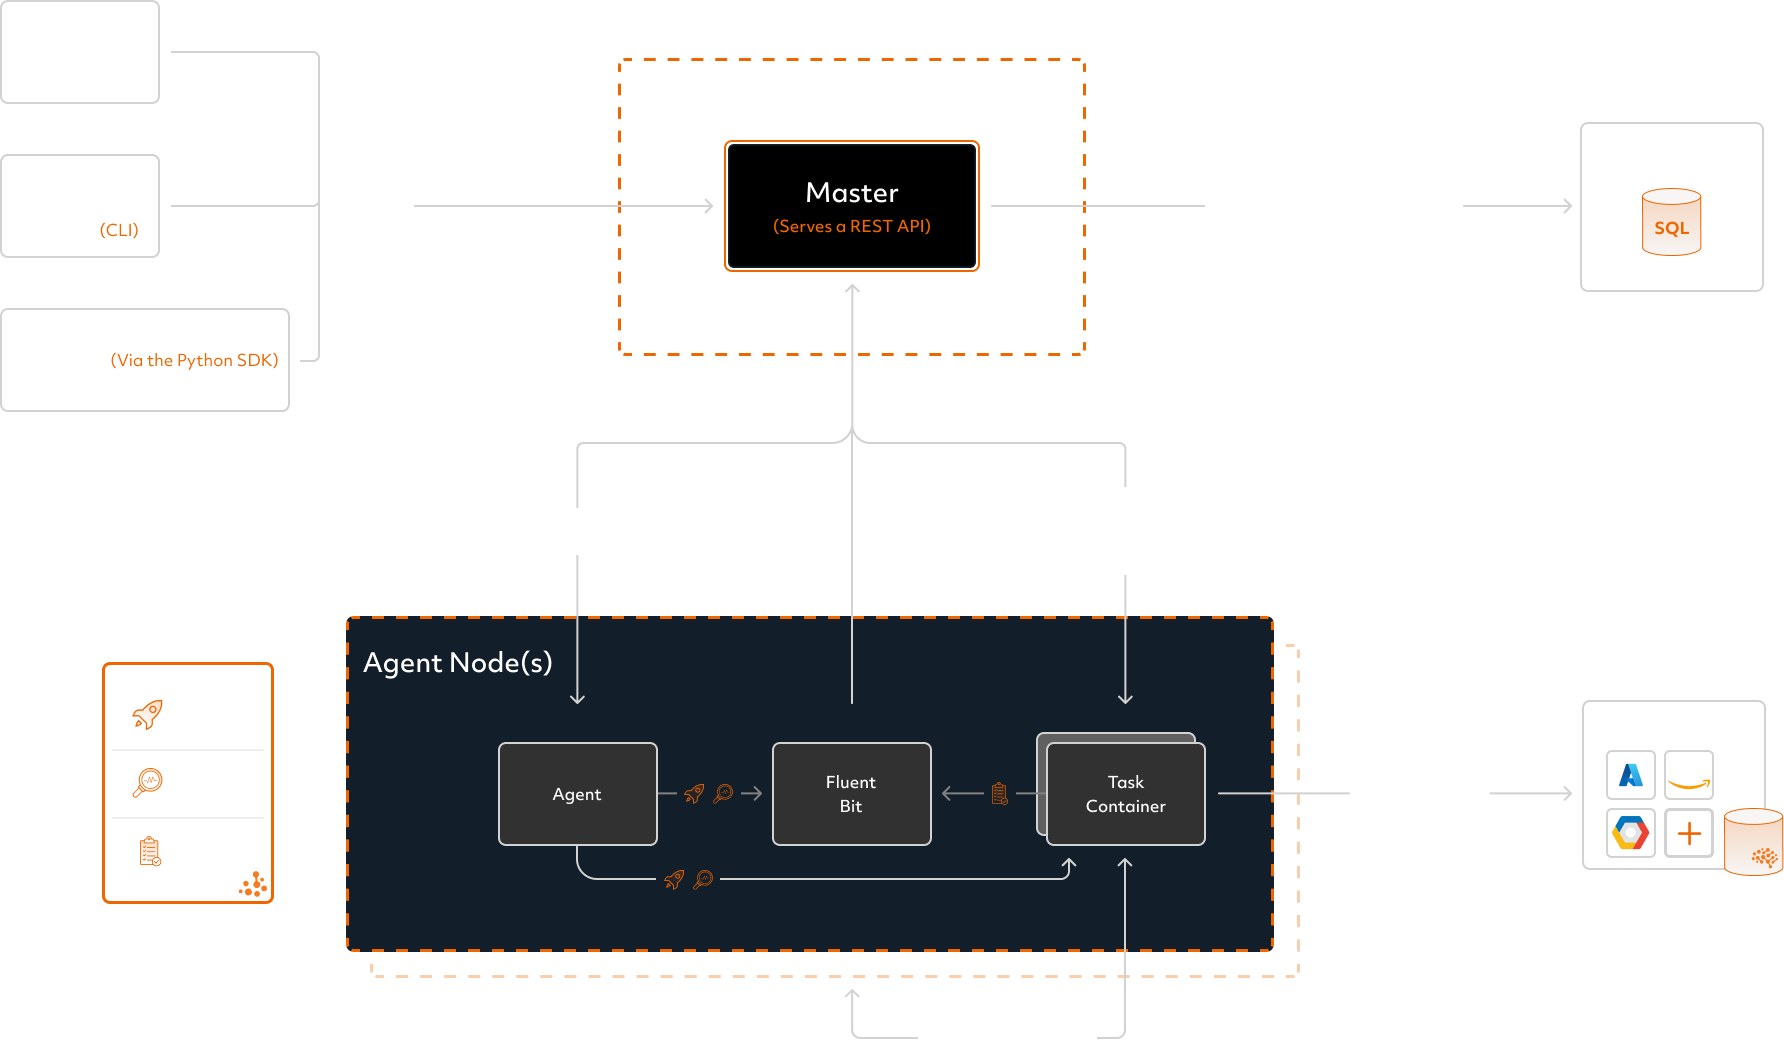 (CLI)
(Via the Python SDK)
Master
(Serves a REST API)
SQL
Agent Node(s)
Agent
Fluent
Bit
Task
Container